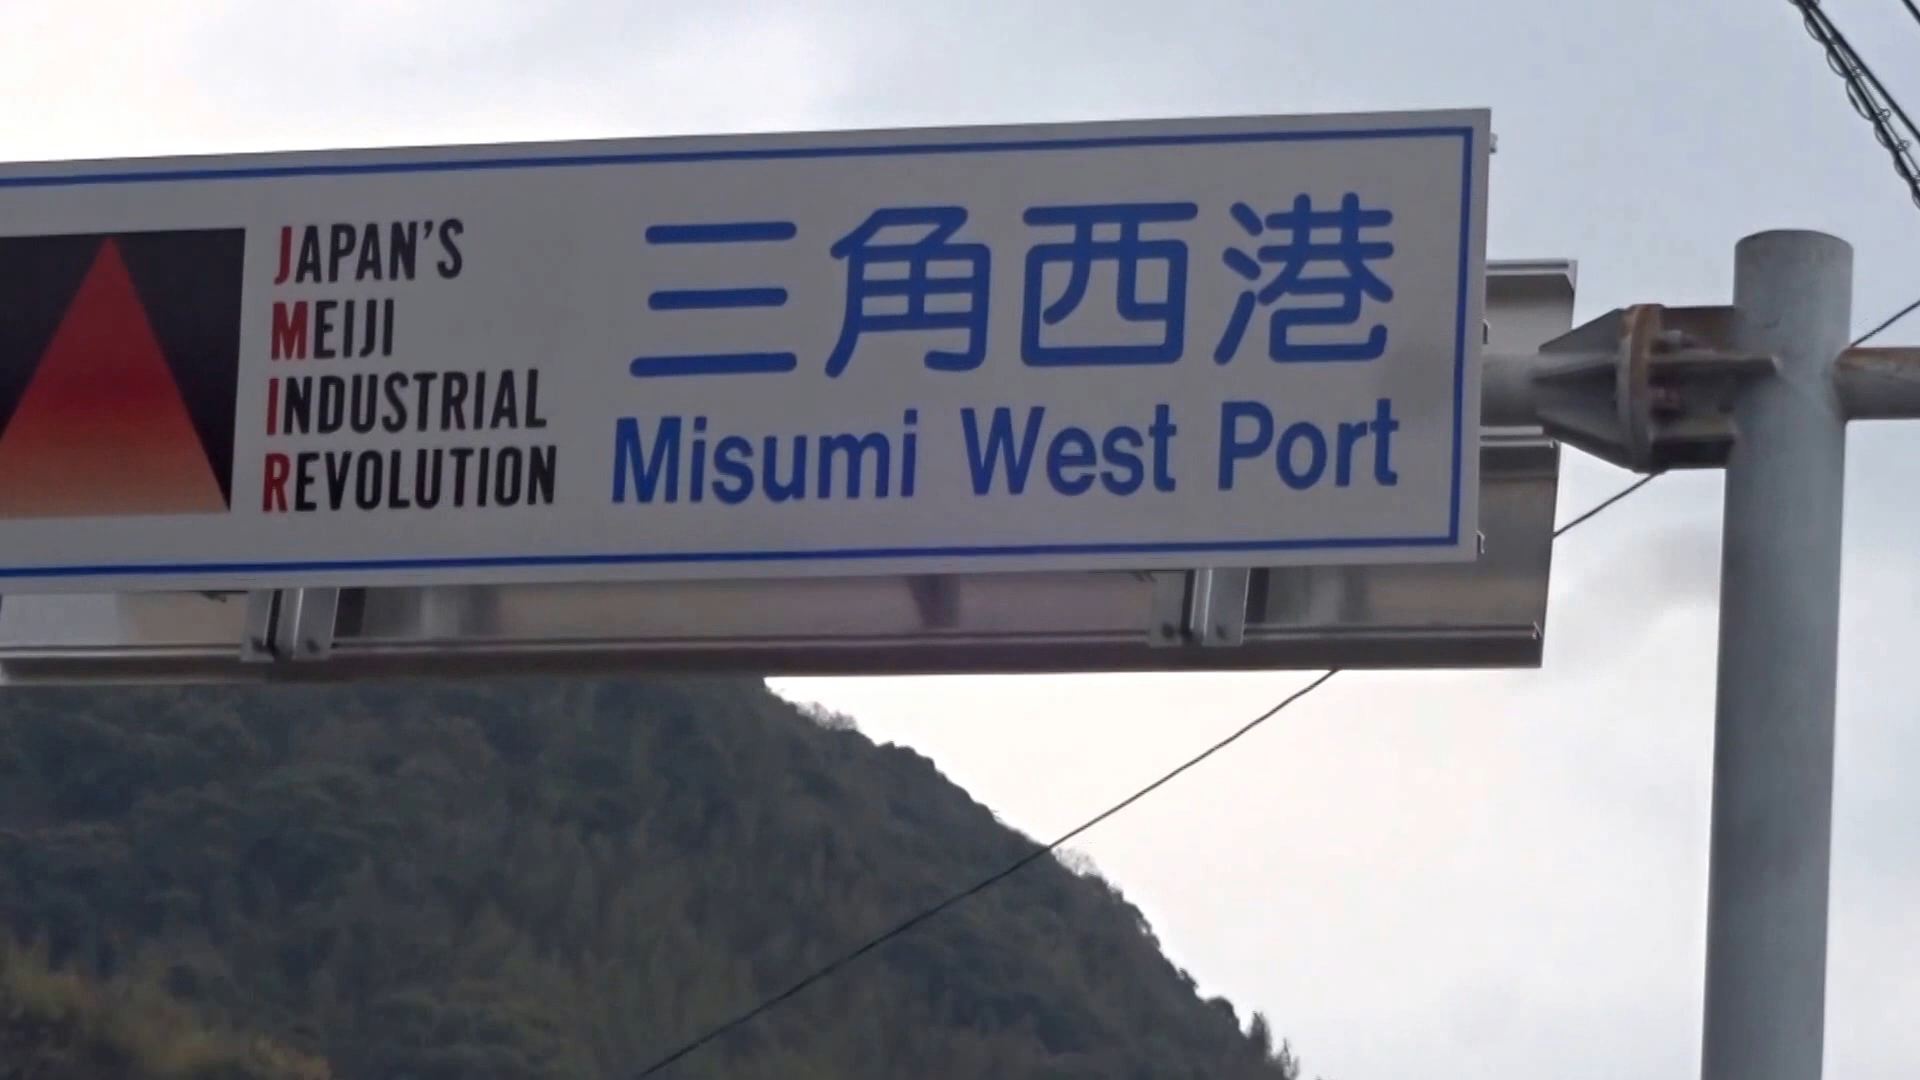 JAPAN'S
MEIJI
INDUSTRIAL
REVOLUTION
三角西港
Misumi West Port